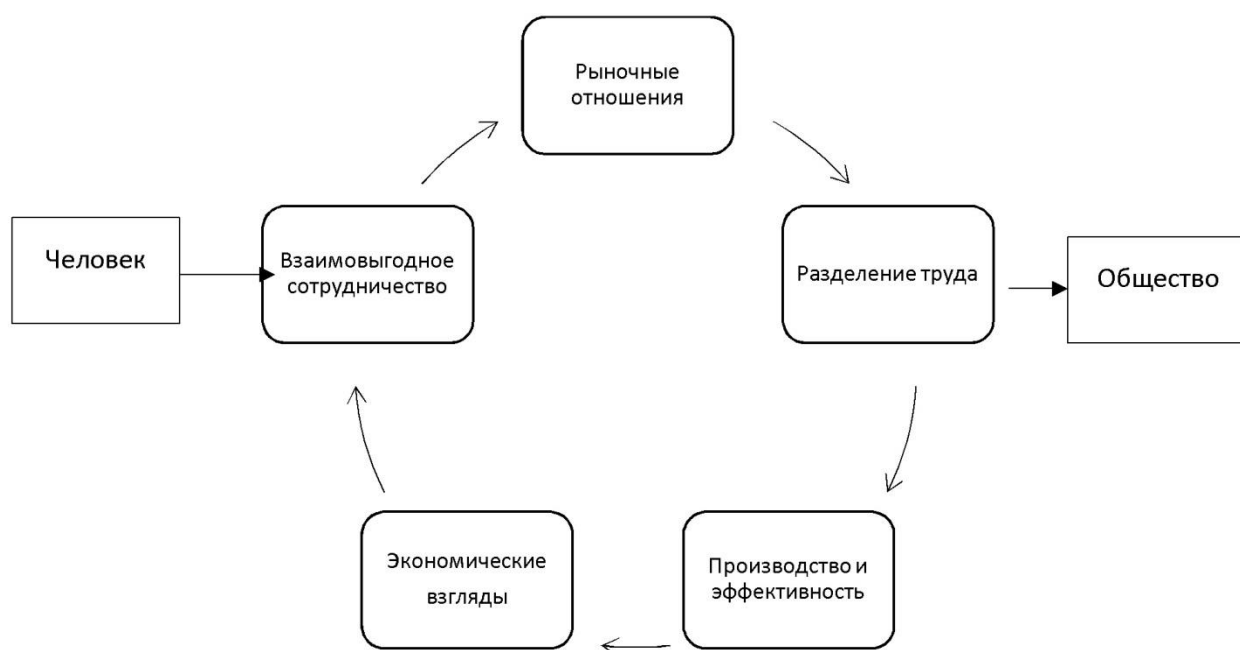 Рыночные
отношения
Человек
Взаимовыгодное
сотрудничество
Разделение труда
Общество
Экономические
взгляды
Производство и
эффективность